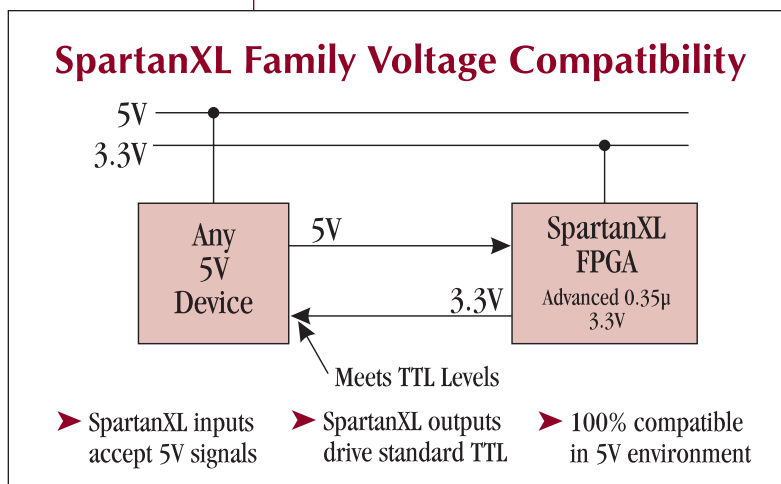 SpartanXL Family Voltage Compatibility
5V
3.3V
Any
5V
Device
5V
3.3V
SpartanXL
FPGA
Advanced 0.35µ
3.3V
Meets TTL Levels
SpartanXL inputs
accept 5V signals
SpartanXL outputs
drive standard TTL
100% compatible
in 5V environment